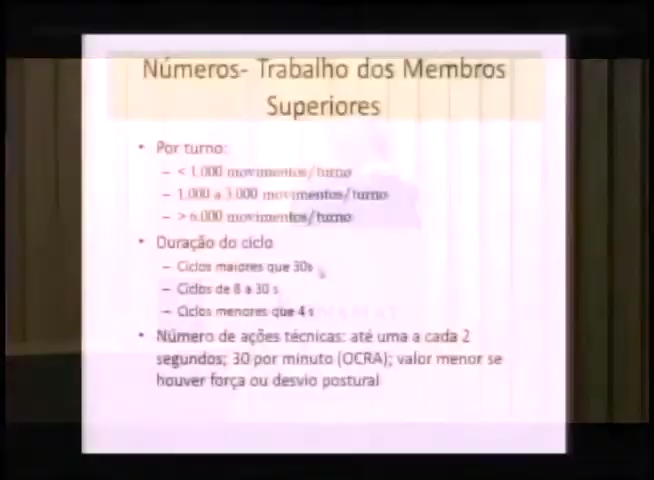 Números- Trabalho dos Membros
Superiores
• Por turno:
– < 1.000 movimentos/turno
– 1.000 a 3.000 movimentos/turno
– > 6.000 movimentos/turno
• Duração do ciclo
– Ciclos maiores que 30s
– Ciclos de 8 a 30 s
– Ciclos menores que 4 s
• Número de ações técnicas: até uma a cada 2
segundos; 30 por minuto (OCRA); valor menor se
houver força ou desvio postural